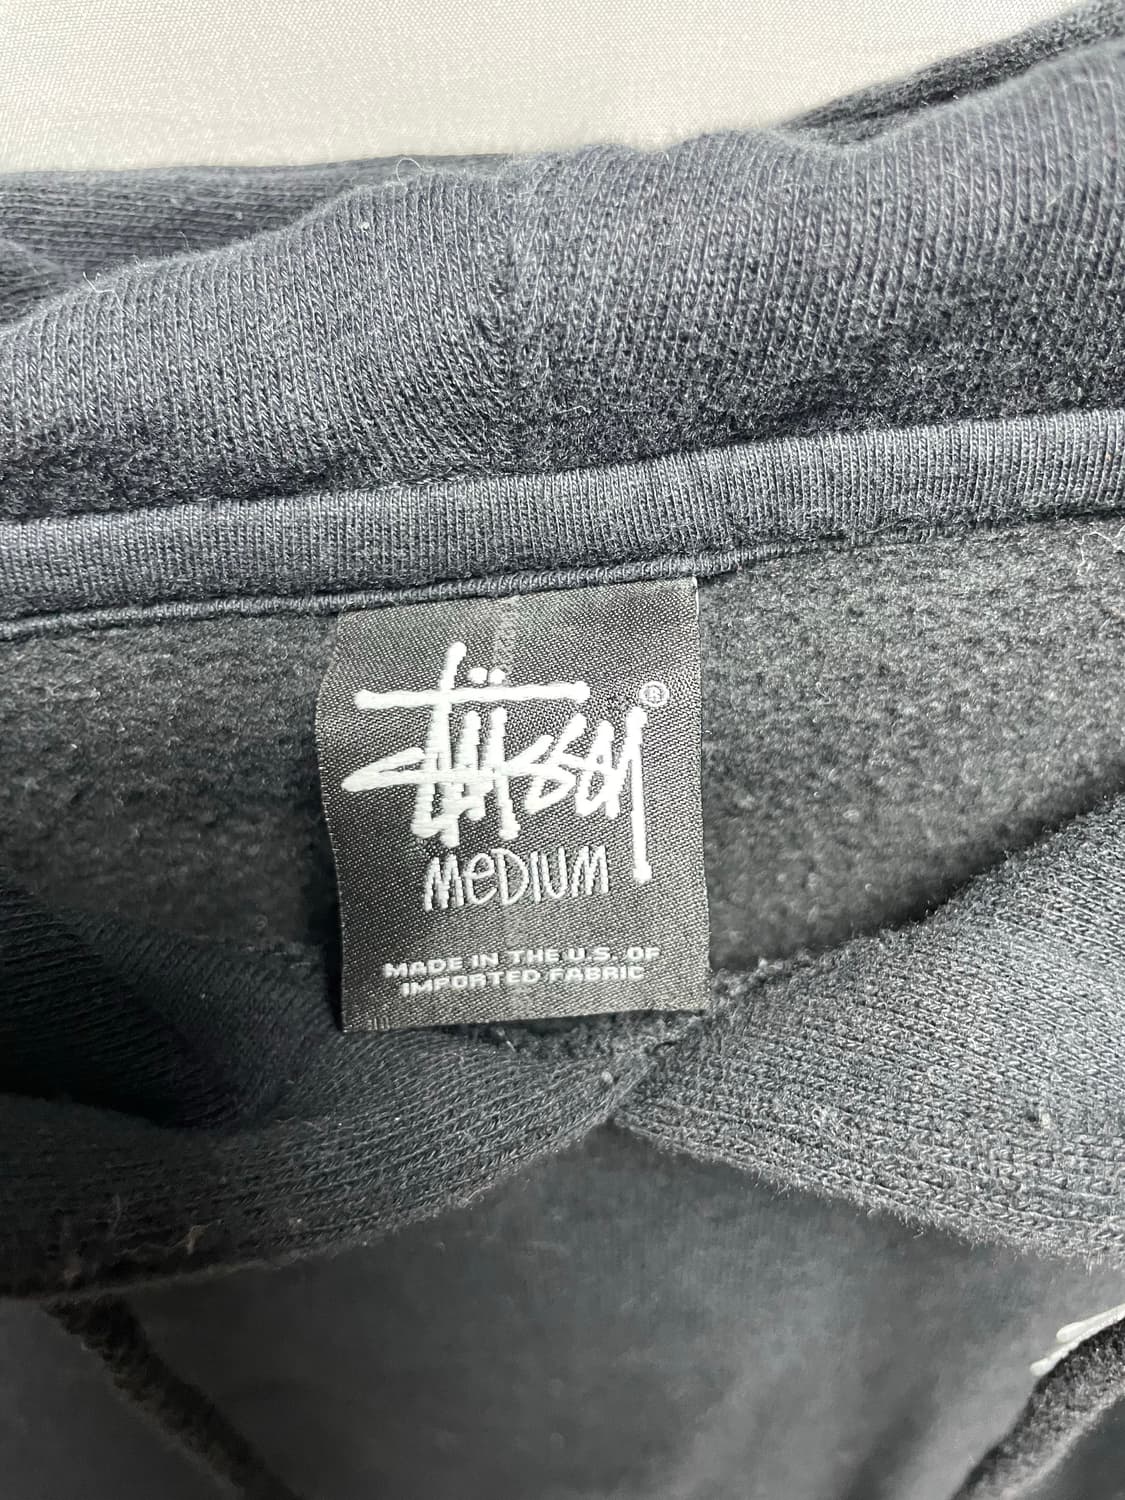 Stüssy ®
MeDIUM
MADE IN THE U.S. OF
IMPORTED FABRIC